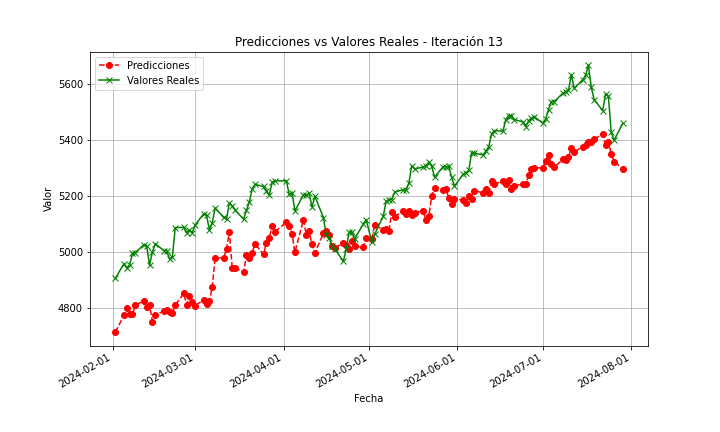 Predicciones vs Valores Reales - Iteración 13
Predicciones
Valores Reales
Valor
5600
5400
5200
5000
4800
2024-02-01
2024-03-01
2024-04-01
2024-05-01
2024-06-01
2024-07-01
2024-08-01
Fecha